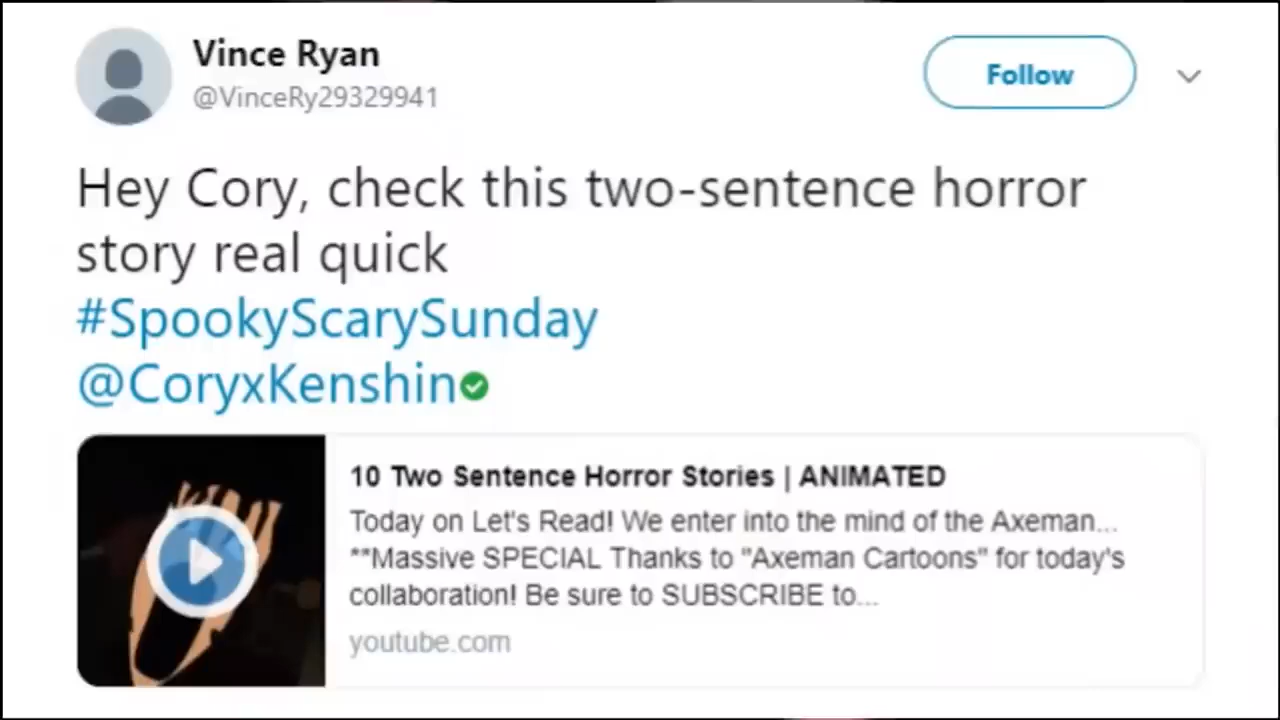 Vince Ryan
@VinceRy29329941
Follow
Hey Cory, check this two-sentence horror
story real quick
#SpookyScarySunday
@CoryxKenshin
10 Two Sentence Horror Stories | ANIMATED
Today on Let's Read! We enter into the mind of the Axeman...
**Massive SPECIAL Thanks to "Axeman Cartoons" for today's
collaboration! Be sure to SUBSCRIBE to...
youtube.com